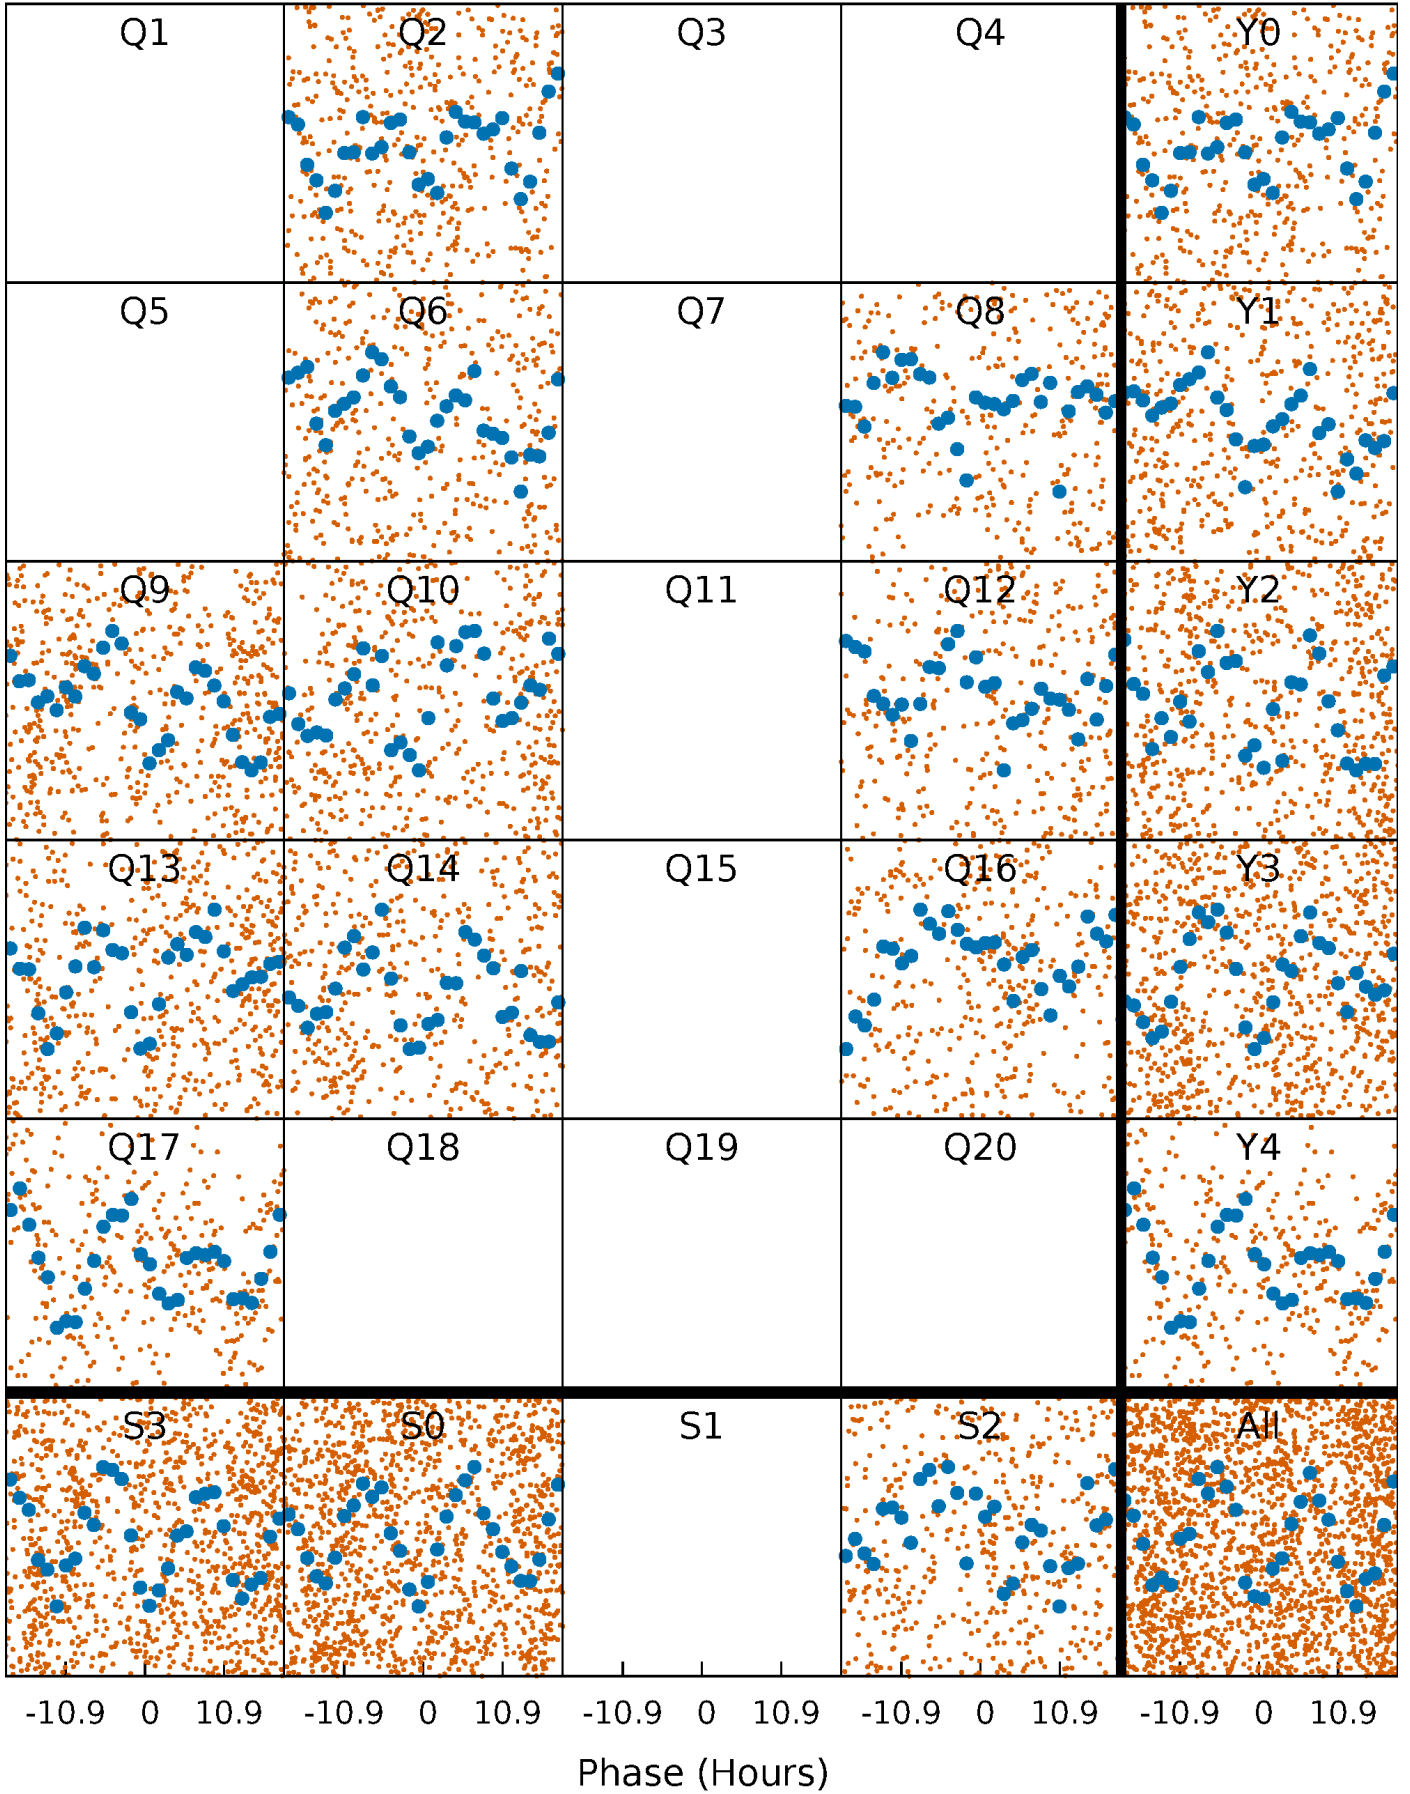 Q1 Q2 Q3 Q4 Y0
Q5 Q6 Q7 Q8 Y1
Q9 Q10 Q11 Q12 Y2
Q13 Q14 Q15 Q16 Y3
Q17 Q18 Q19 Q20 Y4
S3 S0 S1 S2 All
-10.9 0 10.9 -10.9 0 10.9 -10.9 0 10.9 -10.9 0 10.9 -10.9 0 10.9
Phase (Hours)